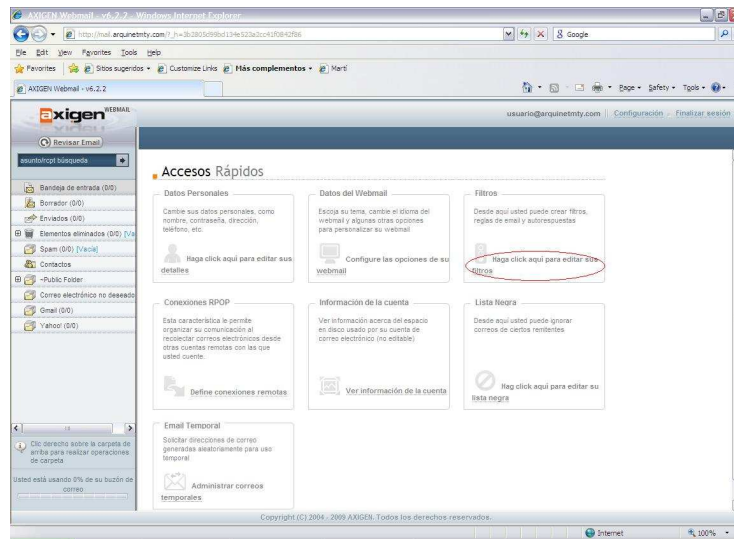 AXIGEN Webmail - v6.2.2 - Windows Internet Explorer
Google
File Edit View Favorites Tools Help
Favorites Sitios sugeridos Customize Links Más complementos Martí
AXIGEN Webmail - v6.2.2
Page Safety Tools
axigen WEBMAIL
usuario@arquinetmty.com Configuración Finalizar sesión
Revisar Email
asunto/rcpt búsqueda
Bandeja de entrada (0/0)
Borrador (0/0)
Enviados (0/0)
Elementos eliminados (0/0) [Va
Spam (0/0) [Vacía]
Contactos
~Public Folder
Correo electrónico no deseado
Gmail (0/0)
Yahoo! (0/0)
Clic derecho sobre la carpeta de
arriba para realizar operaciones
de carpeta
Usted está usando 0% de su buzón de
correo
Accesos Rápidos
Datos Personales
Cambie sus datos personales, como
nombre, contraseña, dirección,
teléfono, etc.
Haga click aquí para editar sus
detalles
Datos del Webmail
Escoja su tema, cambie el idioma del
webmail y algunas otras opciones
para personalizar su webmail
Configure las opciones de su
webmail
Filtros
Desde aquí usted puede crear filtros,
reglas de email y autorespuestas
Haga click aquí para editar sus
filtros
Conexiones RPOP
Esta característica le permite
organizar su comunicación al
recolectar correos electrónicos desde
otras cuentas remotas con las que
usted cuente.
Define conexiones remotas
Información de la cuenta
Ver información acerca del espacio
en disco usado por su cuenta de
correo electrónico (no editable)
Ver información de la cuenta
Lista Negra
Desde aquí usted puede ignorar
correos de ciertos remitentes
Hag click aquí para editar su
lista negra
Email Temporal
Solicitar direcciones de correo
generadas aleatoriamente para uso
temporal
Administrar correos
temporales
Copyright (C) 2004 - 2009 AXIGEN. Todos los derechos reservados.
Internet 100%